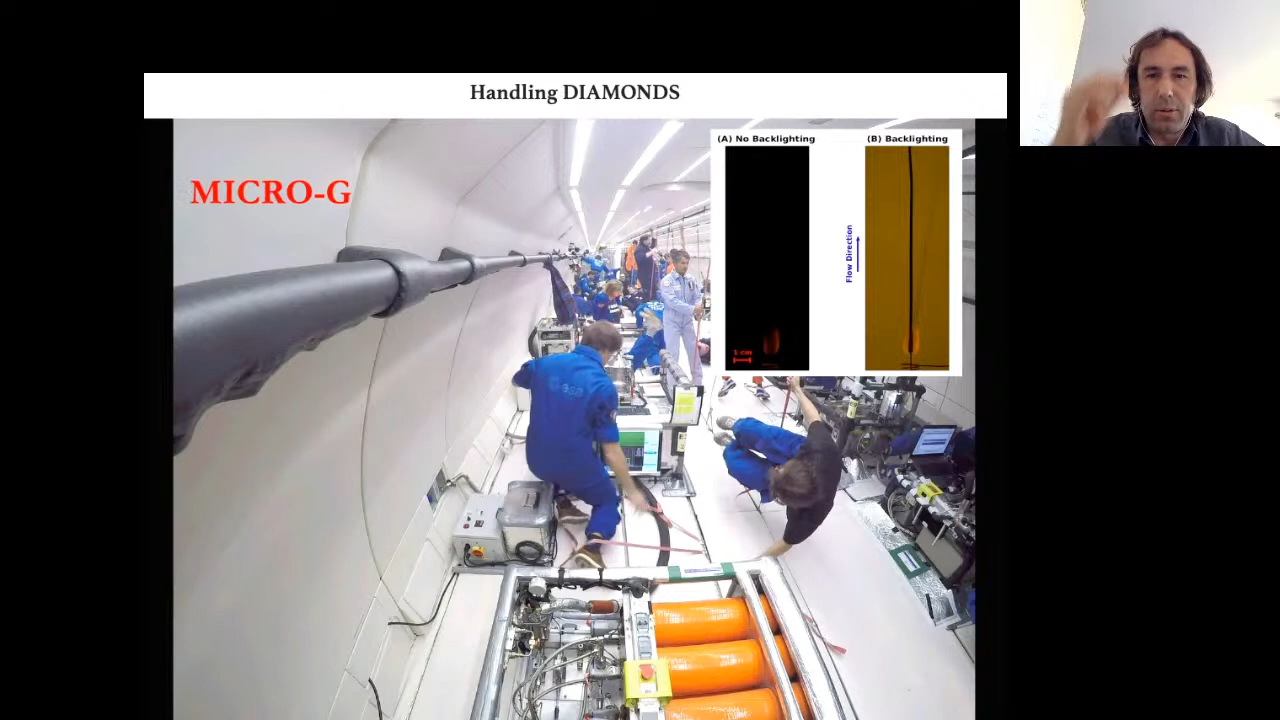 Handling DIAMONDS
MICRO-G
(A) No Backlighting
(B) Backlighting
Flow Direction
1 cm
esa